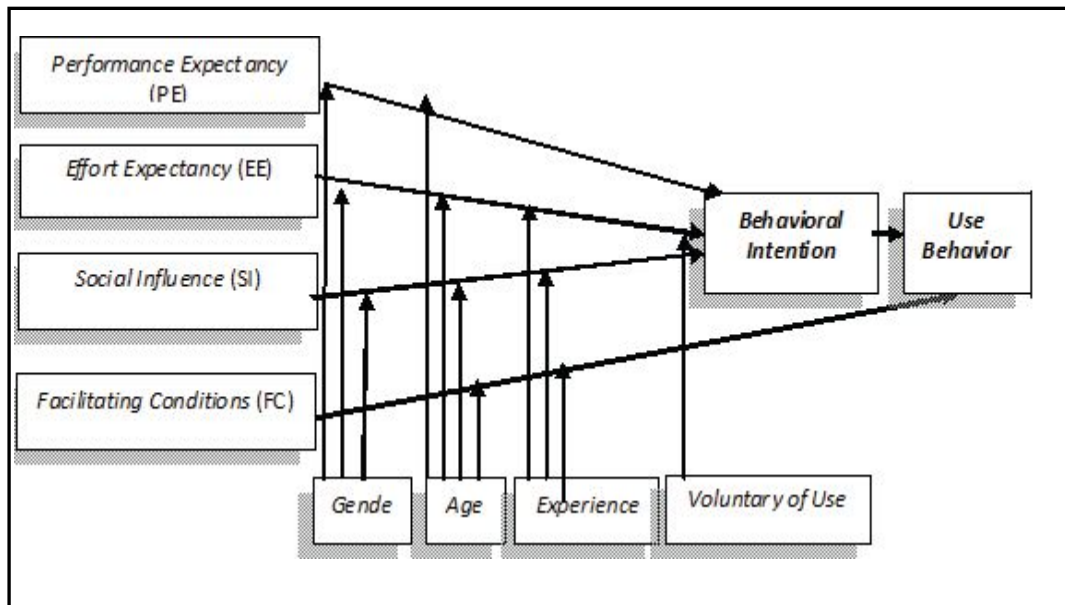 Performance Expectancy
(PE)
Effort Expectancy (EE)
Social Influence (SI)
Facilitating Conditions (FC)
Behavioral
Intention
Use
Behavior
Gende
Age
Experience
Voluntary of Use